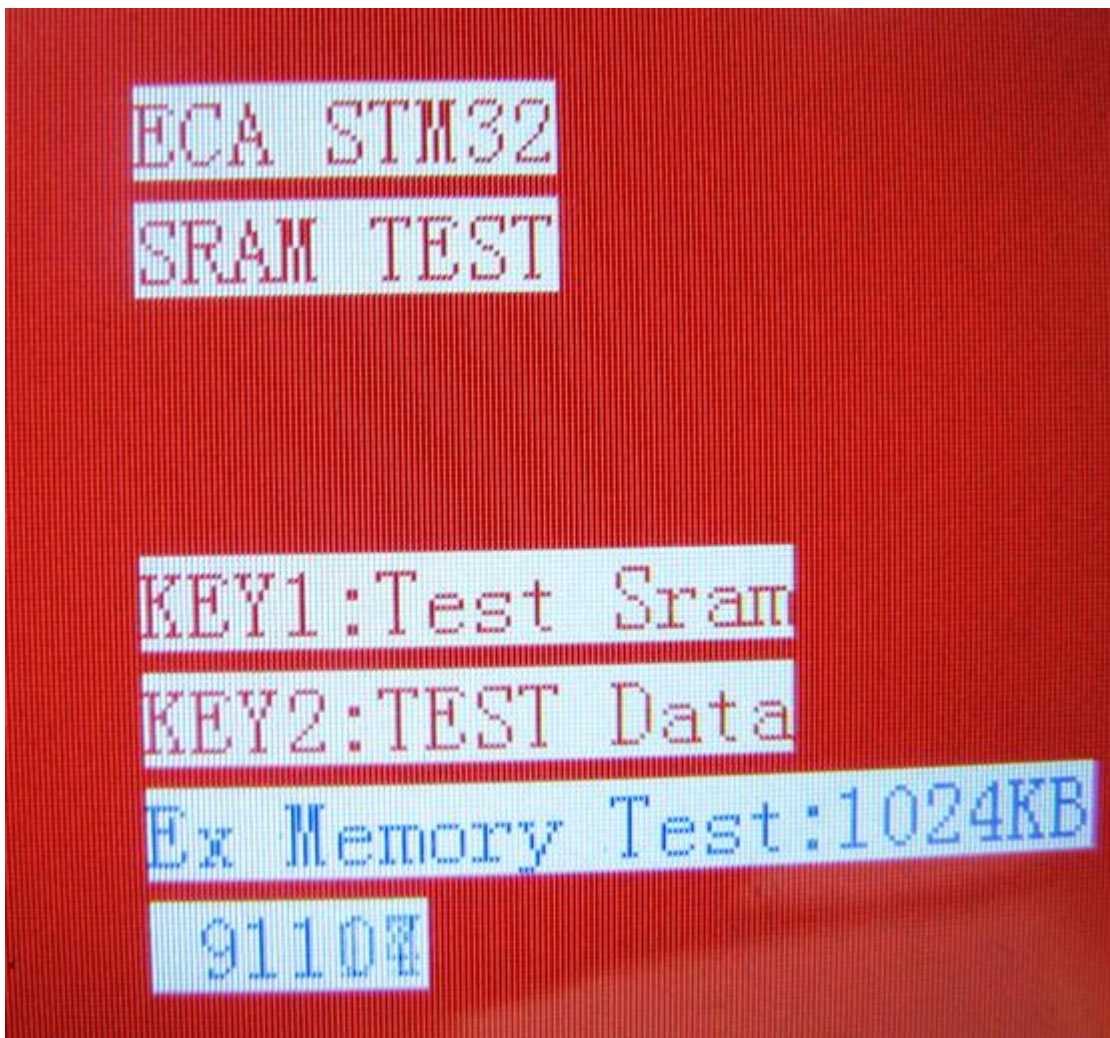 ECA STM32
SRAM TEST
KEY1:Test Sram
KEY2:TEST Data
Ex Memory Test:1024KB